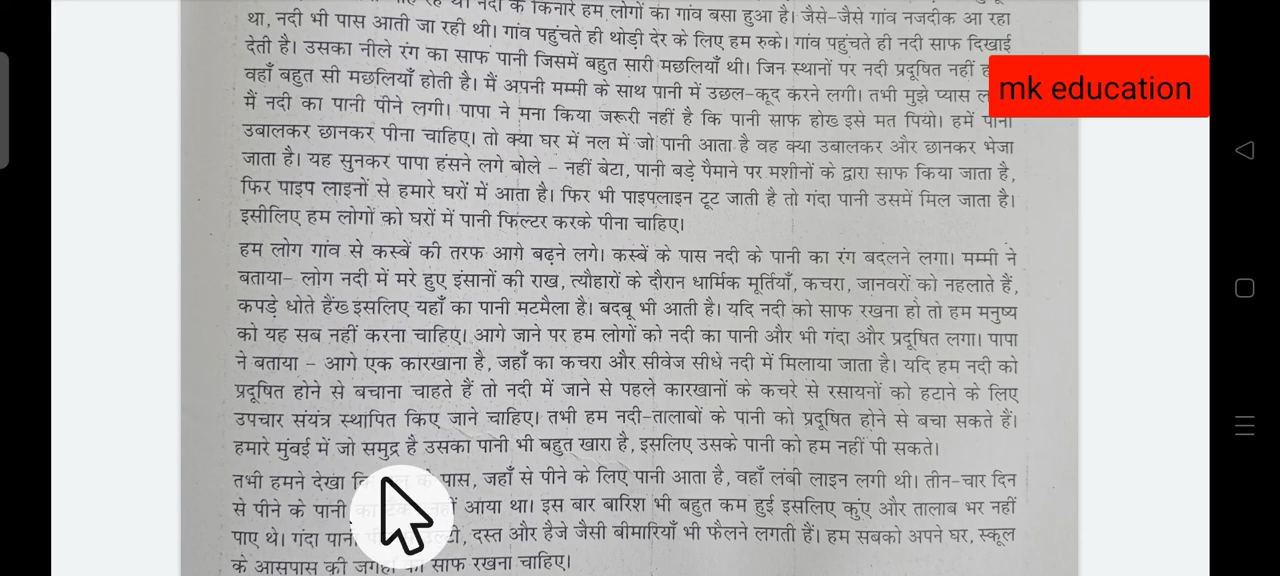 नदी के किनारे हम लोगों का गांव बसा हुआ है। जैसे-जैसे गांव नजदीक आ रहा
था, नदी भी पास आती जा रही थी। गांव पहुंचते ही थोड़ी देर के लिए हम रुके। गांव पहुंचते ही नदी साफ दिखाई
देती है। उसका नीले रंग का साफ पानी जिसमें बहुत सारी मछलियाँ थी। जिन स्थानों पर नदी प्रदूषित नहीं
वहाँ बहुत सी मछलियाँ होती है। मैं अपनी मम्मी के साथ पानी में उछल-कूद करने लगी। तभी मुझे प्यास
mk education
मैं नदी का पानी पीने लगी। पापा ने मना किया जरूरी नहीं है कि पानी साफ होख्र इसे मत पियो। हमें पानी
उबालकर छानकर पीना चाहिए। तो क्या घर में नल में जो पानी आता है वह क्या उबालकर और छानकर भेजा
जाता है। यह सुनकर पापा हंसने लगे बोले - नहीं बेटा, पानी बड़े पैमाने पर मशीनों के द्वारा साफ किया जाता है,
फिर पाइप लाइनों से हमारे घरों में आता है। फिर भी पाइपलाइन टूट जाती है तो गंदा पानी उसमें मिल जाता है।
इसीलिए हम लोगों को घरों में पानी फिल्टर करके पीना चाहिए।
हम लोग गांव से कस्बें की तरफ आगे बढ़ने लगे। कस्बें के पास नदी के पानी का रंग बदलने लगा। मम्मी ने
बताया- लोग नदी में मरे हुए इंसानों की राख, त्यौहारों के दौरान धार्मिक मूर्तियाँ, कचरा, जानवरों को नहलाते हैं,
कपड़े धोते हैंख्र इसलिए यहाँ का पानी मटमैला है। बदबू भी आती है। यदि नदी को साफ रखना हो तो हम मनुष्य
को यह सब नहीं करना चाहिए। आगे जाने पर हम लोगों को नदी का पानी और भी गंदा और प्रदूषित लगा। पापा
ने बताया - आगे एक कारखाना है, जहाँ का कचरा और सीवेज सीधे नदी में मिलाया जाता है। यदि हम नदी को
प्रदूषित होने से बचाना चाहते हैं तो नदी में जाने से पहले कारखानों के कचरे से रसायनों को हटाने के लिए
उपचार संयंत्र स्थापित किए जाने चाहिए। तभी हम नदी-तालाबों के पानी को प्रदूषित होने से बचा सकते हैं।
हमारे मुंबई में जो समुद्र है उसका पानी भी बहुत खारा है, इसलिए उसके पानी को हम नहीं पी सकते।
तभी हमने देखा पास, जहाँ से पीने के लिए पानी आता है, वहाँ लंबी लाइन लगी थी। तीन-चार दिन
से पीने के पानी आया था। इस बार बारिश भी बहुत कम हुई इसलिए कुंए और तालाब भर नहीं
पाए थे। गंदा दस्त और हैजे जैसी बीमारियाँ भी फैलने लगती हैं। हम सबको अपने घर, स्कूल
के आसपास की साफ रखना चाहिए।